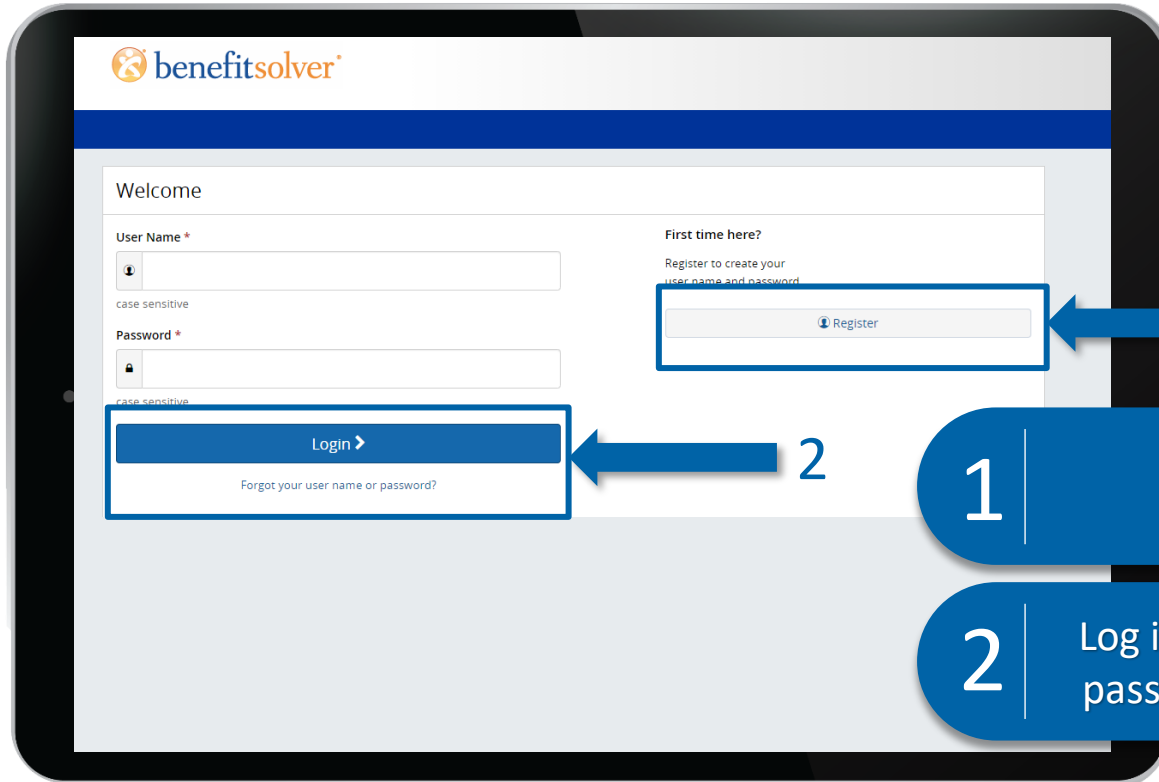 benefitsolver
Welcome
User Name *
case sensitive
Password *
case sensitive
Login
Forgot your user name or password?
First time here?
Register to create your
user name and password
Register
2
1
2
Log i
pass